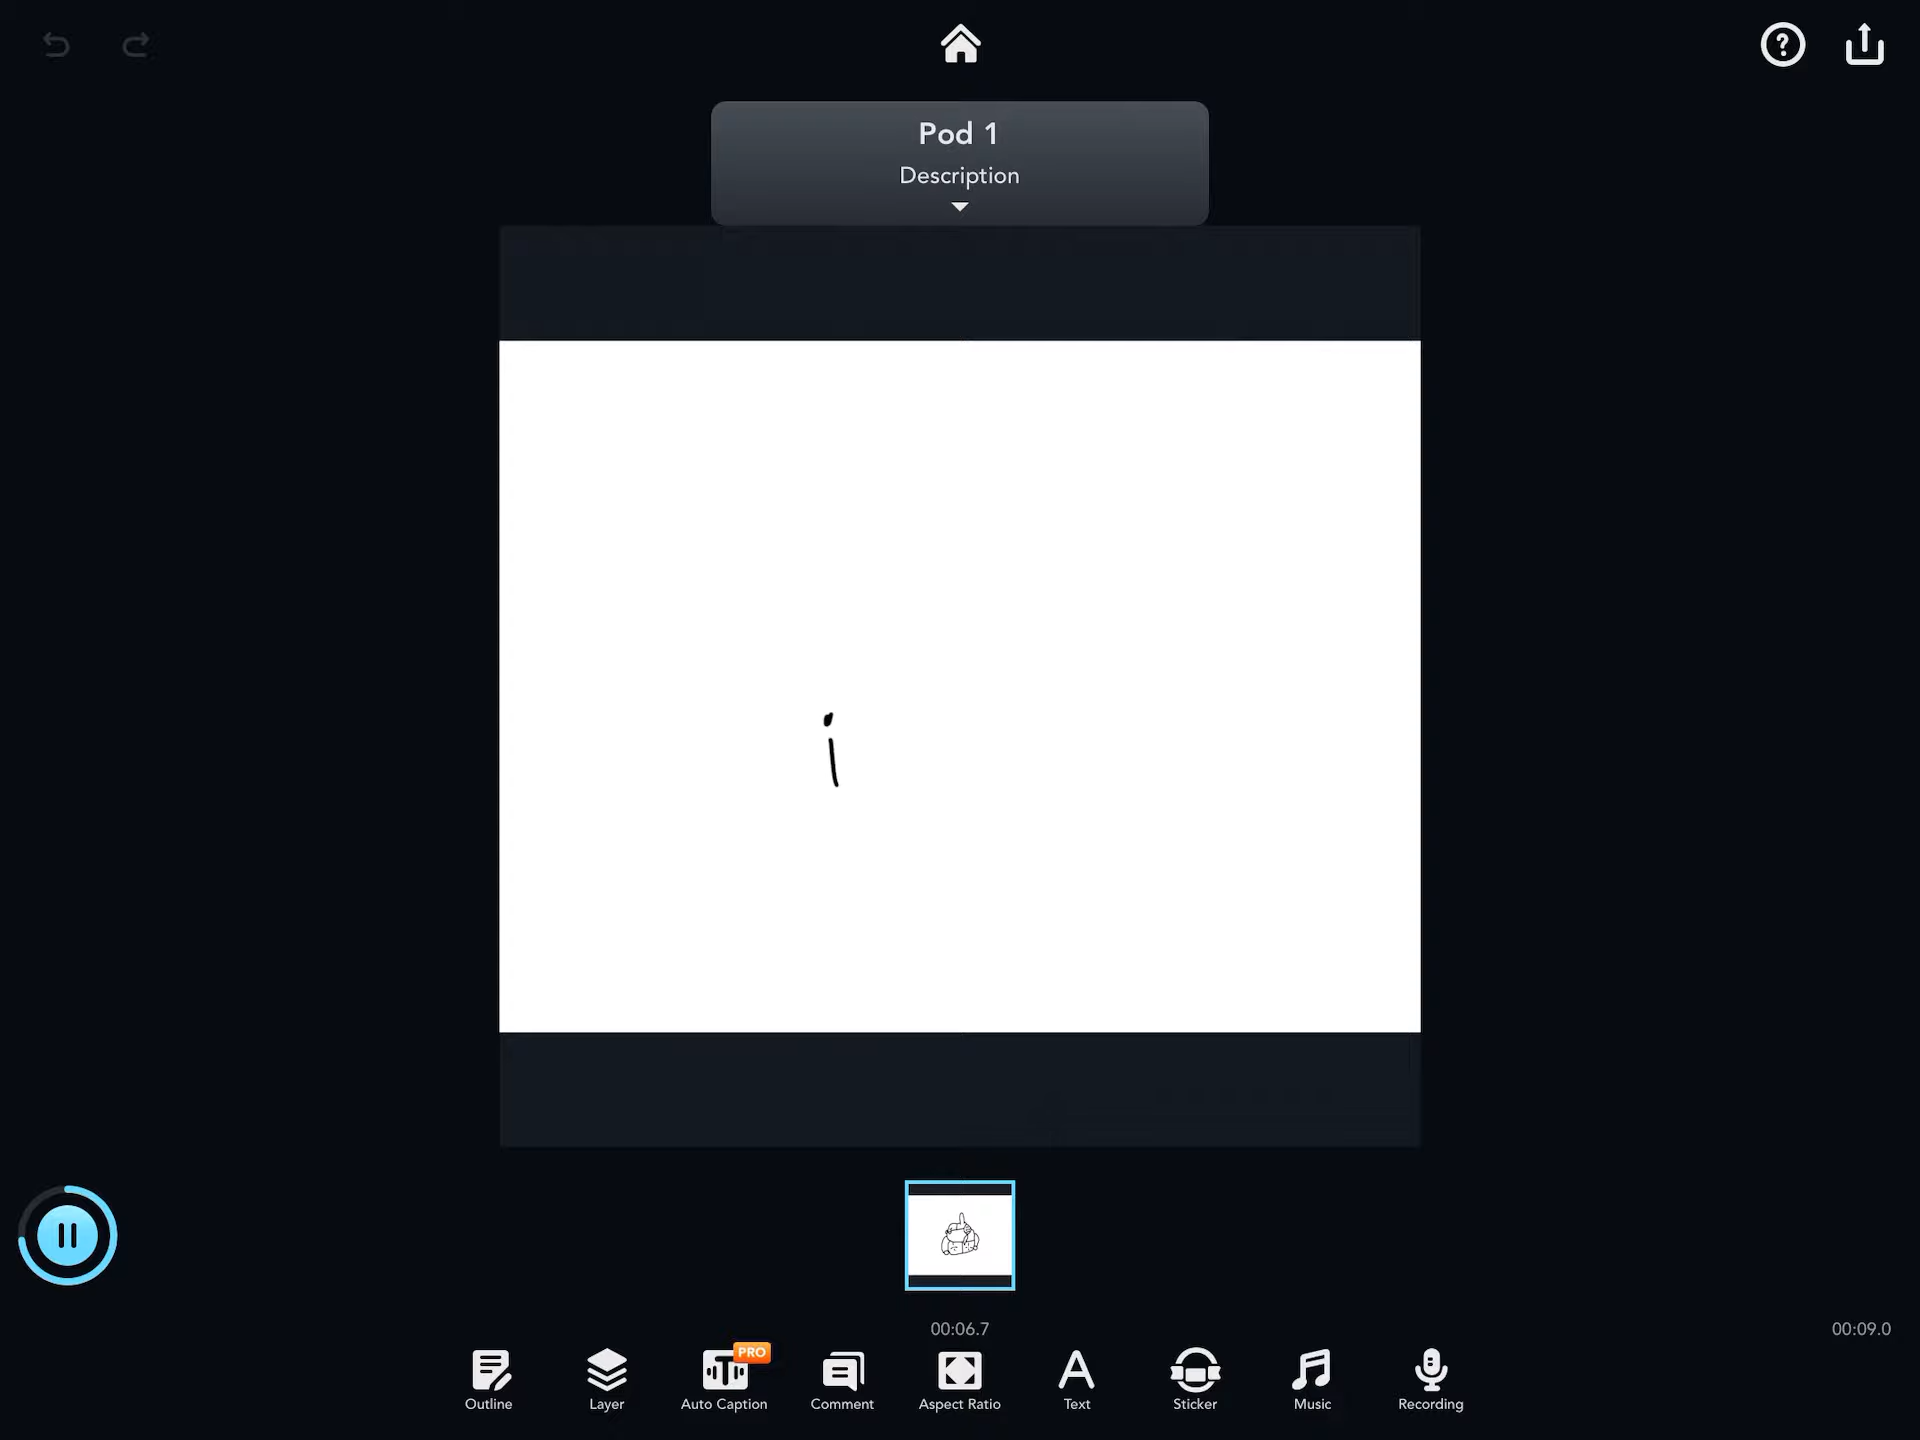 Pod 1
Description
i
00:06.7
00:09.0
PRO
Outline
Layer
Auto Caption
Comment
Aspect Ratio
Text
Sticker
Music
Recording